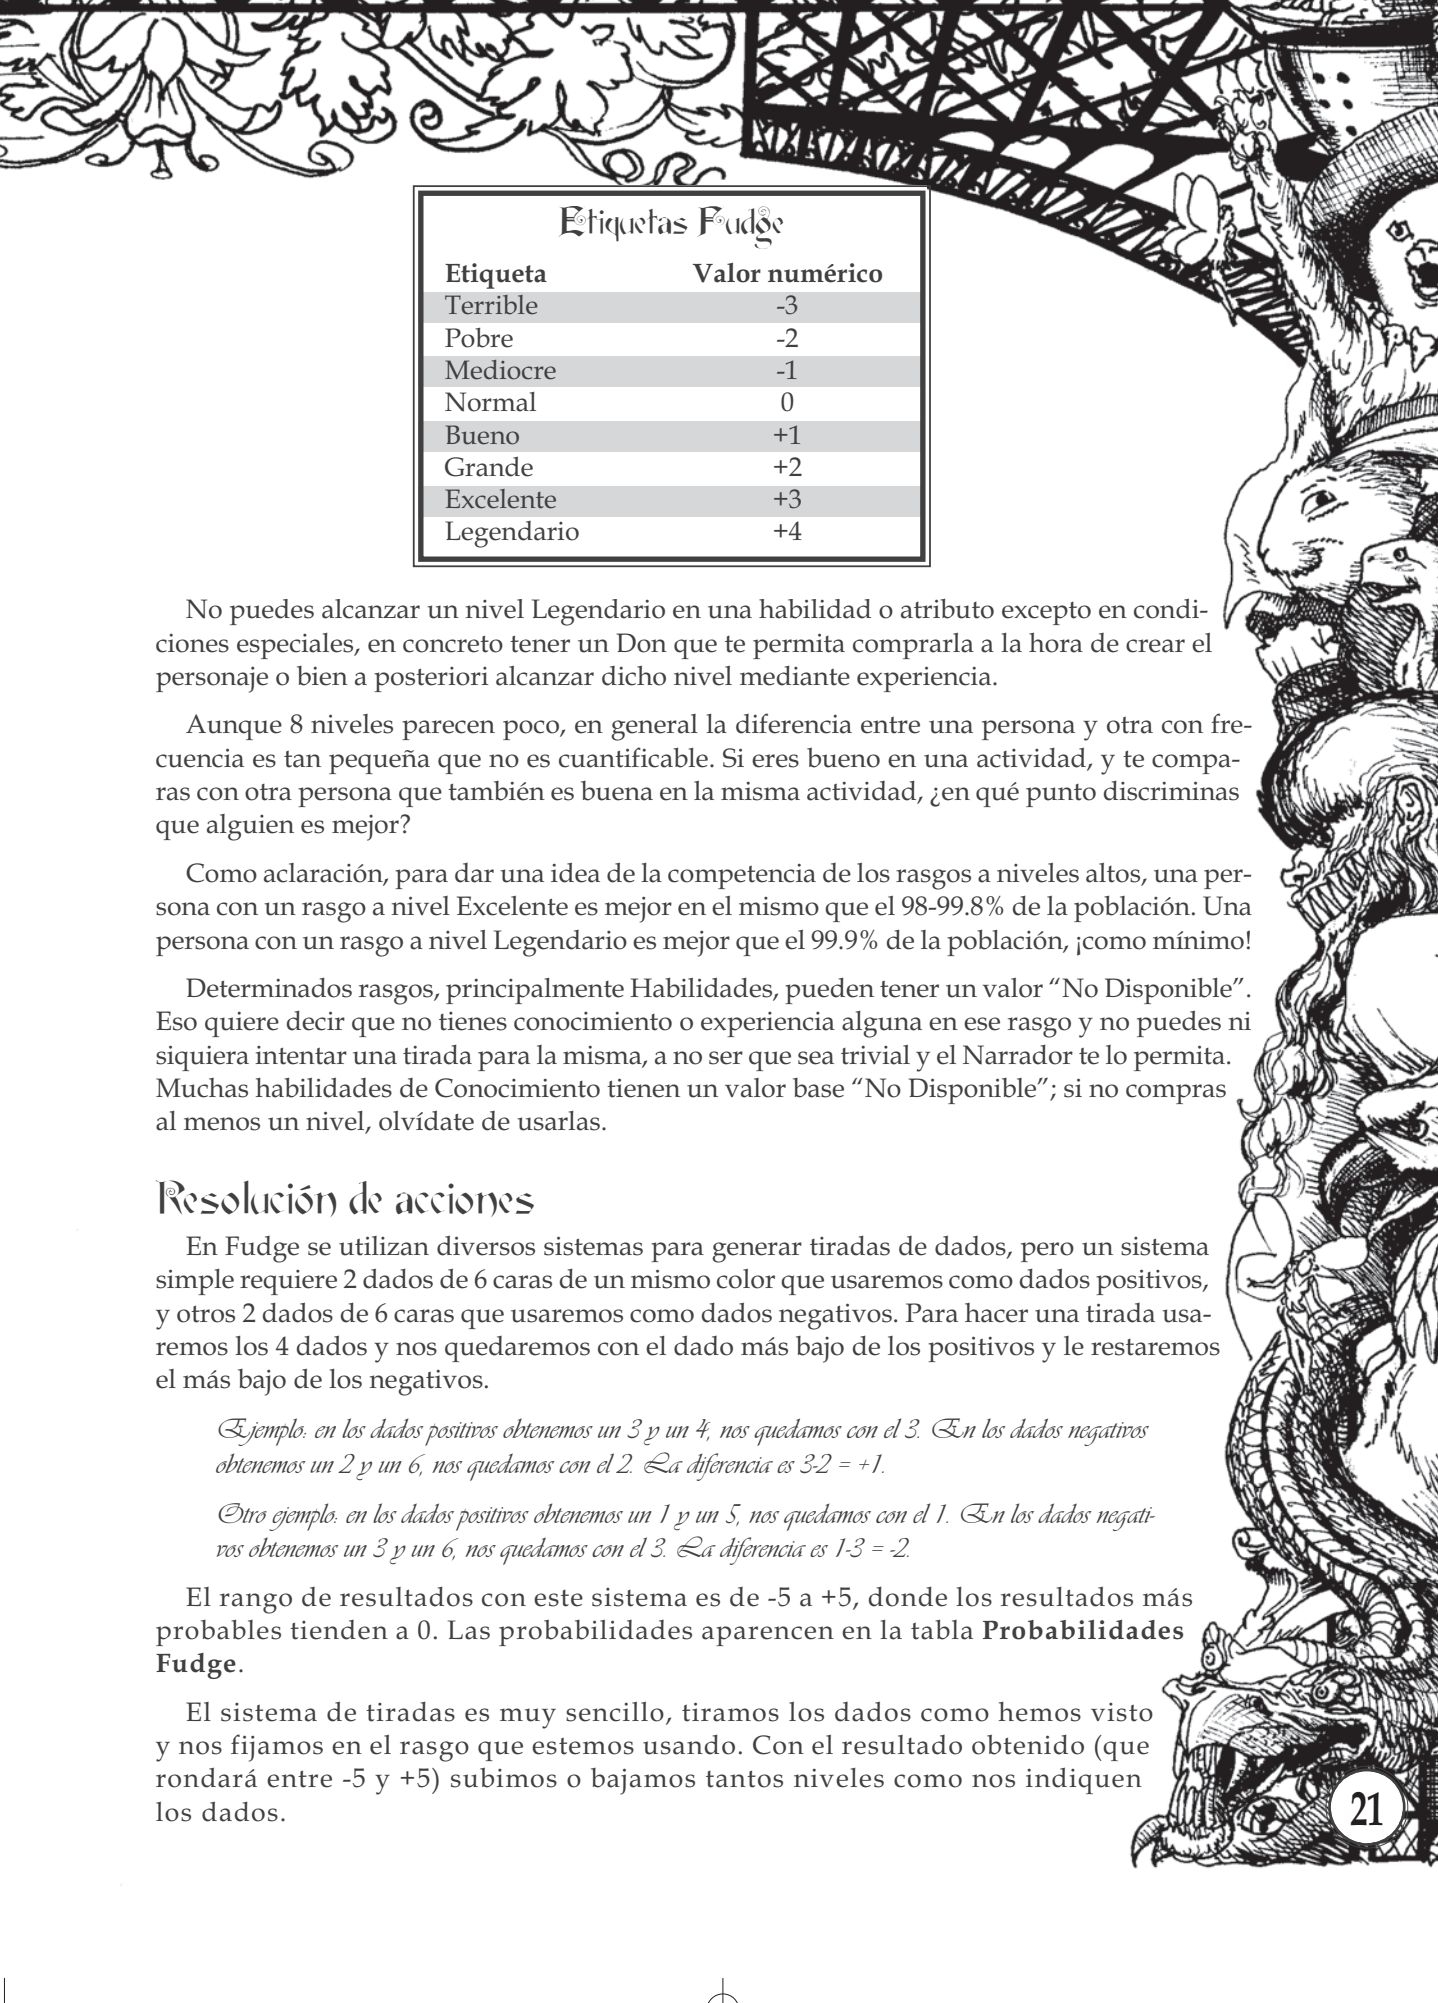 Etiquetas Fudge
Etiqueta Valor numérico
Terrible -3
Pobre -2
Mediocre -1
Normal 0
Bueno +1
Grande +2
Excelente +3
Legendario +4
No puedes alcanzar un nivel Legendario en una habilidad o atributo excepto en condi-
ciones especiales, en concreto tener un Don que te permita comprarla a la hora de crear el
personaje o bien a posteriori alcanzar dicho nivel mediante experiencia.
Aunque 8 niveles parecen poco, en general la diferencia entre una persona y otra con fre-
cuencia es tan pequeña que no es cuantificable. Si eres bueno en una actividad, y te compa-
ras con otra persona que también es buena en la misma actividad, ¿en qué punto discriminas
que alguien es mejor?
Como aclaración, para dar una idea de la competencia de los rasgos a niveles altos, una per-
sona con un rasgo a nivel Excelente es mejor en el mismo que el 98-99.8% de la población. Una
persona con un rasgo a nivel Legendario es mejor que el 99.9% de la población, ¡como mínimo!
Determinados rasgos, principalmente Habilidades, pueden tener un valor “No Disponible”.
Eso quiere decir que no tienes conocimiento o experiencia alguna en ese rasgo y no puedes ni
siquiera intentar una tirada para la misma, a no ser que sea trivial y el Narrador te lo permita.
Muchas habilidades de Conocimiento tienen un valor base “No Disponible”; si no compras
al menos un nivel, olvídate de usarlas.
Resolución de acciones
En Fudge se utilizan diversos sistemas para generar tiradas de dados, pero un sistema
simple requiere 2 dados de 6 caras de un mismo color que usaremos como dados positivos,
y otros 2 dados de 6 caras que usaremos como dados negativos. Para hacer una tirada usa-
remos los 4 dados y nos quedaremos con el dado más bajo de los positivos y le restaremos
el más bajo de los negativos.
Ejemplo: en los dados positivos obtenemos un 3 y un 4, nos quedamos con el 3. En los dados negativos
obtenemos un 2 y un 6, nos quedamos con el 2. La diferencia es 3-2 = +1.
Otro ejemplo: en los dados positivos obtenemos un 1 y un 5, nos quedamos con el 1. En los dados negati-
vos obtenemos un 3 y un 6, nos quedamos con el 3. La diferencia es 1-3 = -2.
El rango de resultados con este sistema es de -5 a +5, donde los resultados más
probables tienden a 0. Las probabilidades aparencen en la tabla Probabilidades
Fudge.
El sistema de tiradas es muy sencillo, tiramos los dados como hemos visto
y nos fijamos en el rasgo que estemos usando. Con el resultado obtenido (que
rondará entre -5 y +5) subimos o bajamos tantos niveles como nos indiquen
los dados.
21